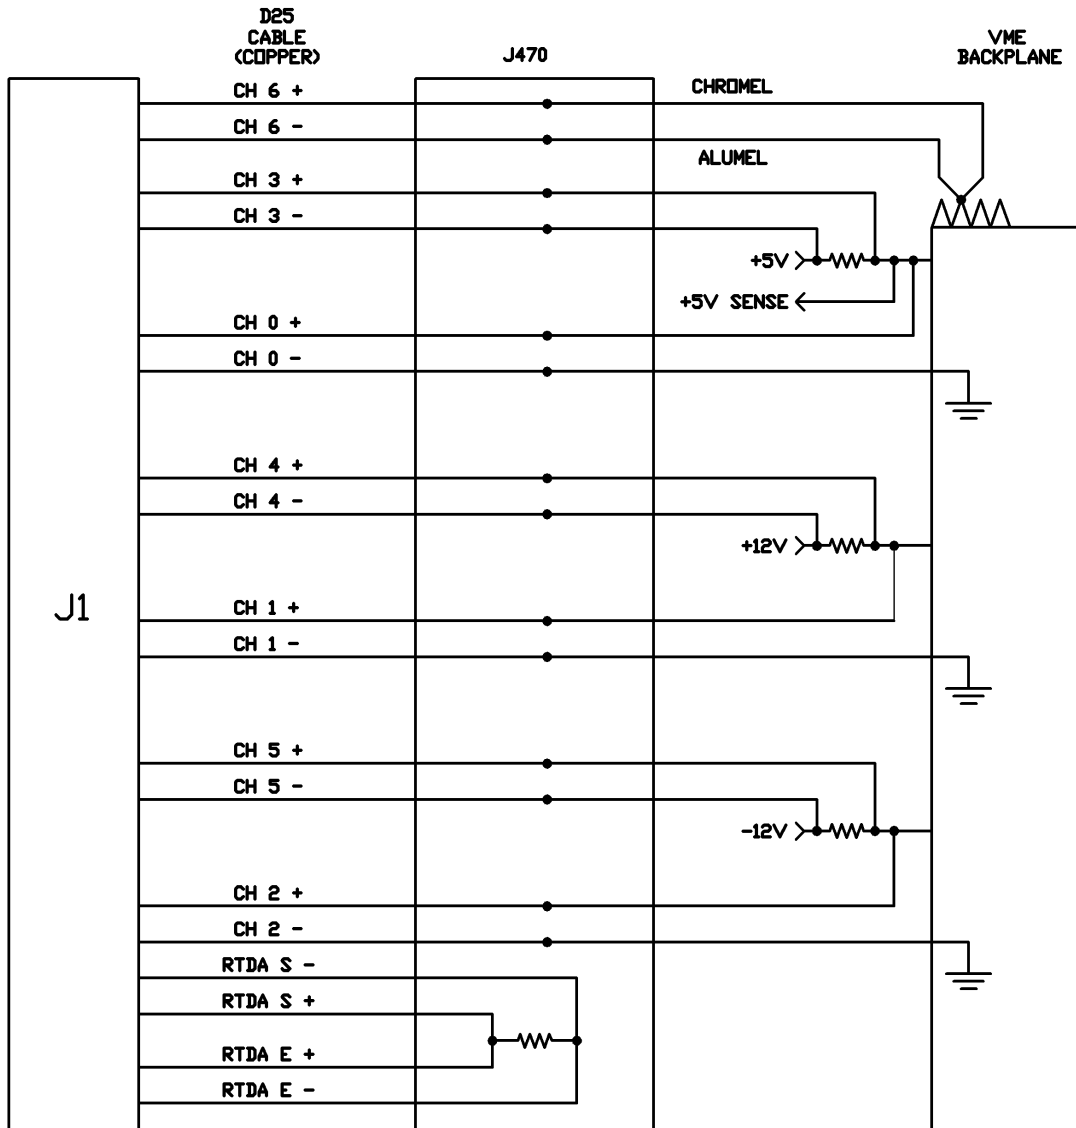 D25
CABLE
(COPPER)
J470
VME
BACKPLANE
CH 6 +
CHROMEL
CH 6 -
ALUMEL
CH 3 +
CH 3 -
+5V
+5V SENSE
CH 0 +
CH 0 -
CH 4 +
CH 4 -
+12V
J1
CH 1 +
CH 1 -
CH 5 +
CH 5 -
-12V
CH 2 +
CH 2 -
RTDA S -
RTDA S +
RTDA E +
RTDA E -